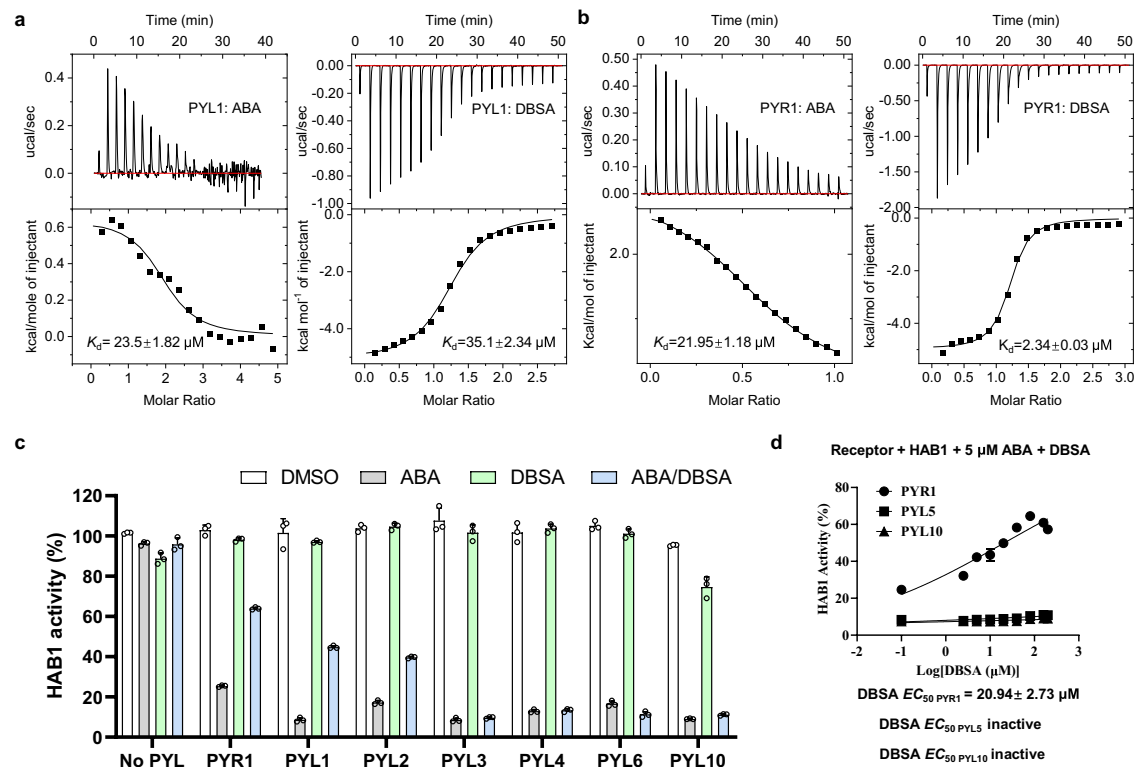 a
Time (min)
0 5 10 15 20 25 30 35 40
ucal/sec
0.4
0.2
0.0
PYL1: ABA
kcal/mole of injectant
0.6
0.4
0.2
0.0
Kd= 23.5±1.82 µM
0 1 2 3 4 5
Molar Ratio
Time (min)
0 5 10 15 20 25 30 35 40 45 50
ucal/sec
0.00
-0.20
-0.40
-0.60
-0.80
-1.00
PYL1: DBSA
kcal mol⁻¹ of injectant
0.0
-2.0
-4.0
Kd=35.1±2.34 µM
0.0 0.5 1.0 1.5 2.0 2.5
Molar Ratio
b
Time (min)
0 10 20 30 40 50
ucal/sec
0.50
0.40
0.30
0.20
0.10
0.00
PYR1: ABA
Kcal/mol of injectant
2.0
Kd=21.95±1.18 µM
0.0 0.5 1.0
Molar Ratio
Time (min)
0 10 20 30 40 50
ucal/sec
0.00
-0.50
-1.00
-1.50
-2.00
PYR1: DBSA
kcal/mol of injectant
0.0
-2.0
-4.0
Kd=2.34±0.03 µM
0.0 0.5 1.0 1.5 2.0 2.5 3.0
Molar Ratio
c
DMSO ABA DBSA ABA/DBSA
HAB1 activity (%)
120
100
80
60
40
20
0
No PYL PYR1 PYL1 PYL2 PYL3 PYL4 PYL6 PYL10
d
Receptor + HAB1 + 5 µM ABA + DBSA
PYR1
PYL5
PYL10
HAB1 Activity (%)
80
60
40
20
0
-2 -1 0 1 2 3
Log[DBSA (µM)]
DBSA EC50 PYR1 = 20.94± 2.73 µM
DBSA EC50 PYL5 inactive
DBSA EC50 PYL10 inactive